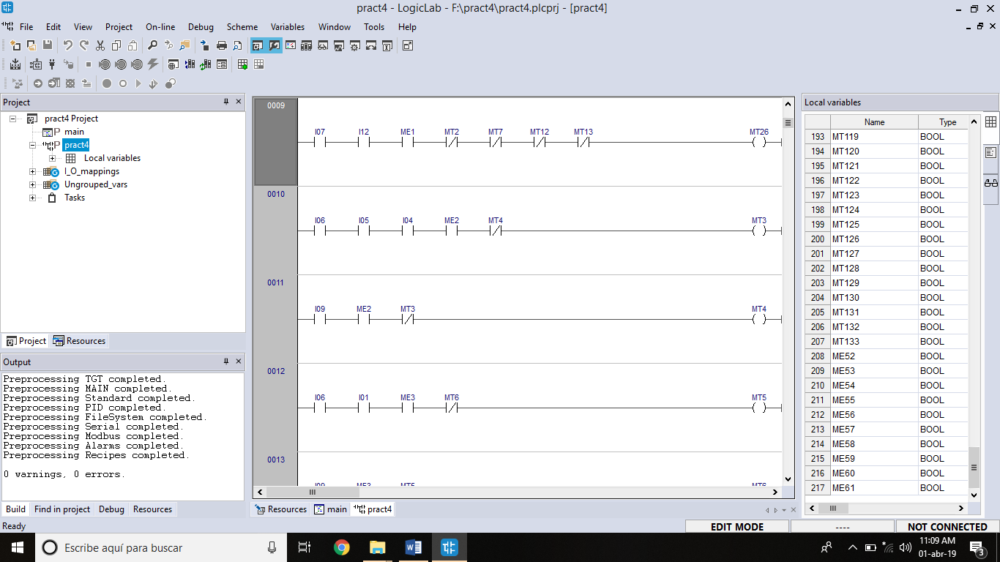 pract4 - LogicLab - F:\pract4\pract4.plcprj - [pract4]
File Edit View Project On-line Debug Scheme Variables Window Tools Help
Project
pract4 Project
main
pract4
Local variables
I_O_mappings
Ungrouped_vars
Tasks
Project Resources
Output
Preprocessing TGT completed.
Preprocessing MAIN completed.
Preprocessing Standard completed.
Preprocessing PID completed.
Preprocessing FileSystem completed.
Preprocessing Serial completed.
Preprocessing Modbus completed.
Preprocessing Alarms completed.
Preprocessing Recipes completed.
0 warnings, 0 errors.
Build Find in project Debug Resources
0009
I07 I12 ME1 MT2 MT7 MT12 MT13 MT26
0010
I06 I05 I04 ME2 MT4 MT3
0011
I09 ME2 MT3 MT4
0012
I06 I01 ME3 MT6 MT5
0013
I09 ME3 MT5 MT6
Resources main pract4
Local variables
Name Type
193 MT119 BOOL
194 MT120 BOOL
195 MT121 BOOL
196 MT122 BOOL
197 MT123 BOOL
198 MT124 BOOL
199 MT125 BOOL
200 MT126 BOOL
201 MT127 BOOL
202 MT128 BOOL
203 MT129 BOOL
204 MT130 BOOL
205 MT131 BOOL
206 MT132 BOOL
207 MT133 BOOL
208 ME52 BOOL
209 ME53 BOOL
210 ME54 BOOL
211 ME55 BOOL
212 ME56 BOOL
213 ME57 BOOL
214 ME58 BOOL
215 ME59 BOOL
216 ME60 BOOL
217 ME61 BOOL
Ready
EDIT MODE ---- NOT CONNECTED
Escribe aquí para buscar
11:09 AM
01-abr-19
3